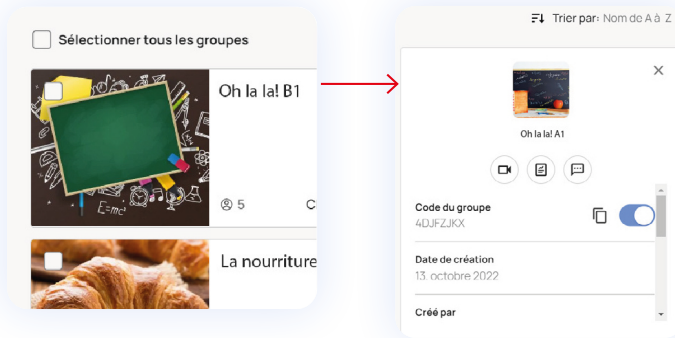 Sélectionner tous les groupes
Oh la la! B1
E=mc²
5
La nourriture
Trier par: Nom de A à Z
Oh la la! A1
Code du groupe
4DJFZJKX
Date de création
13. octobre 2022
Créé par